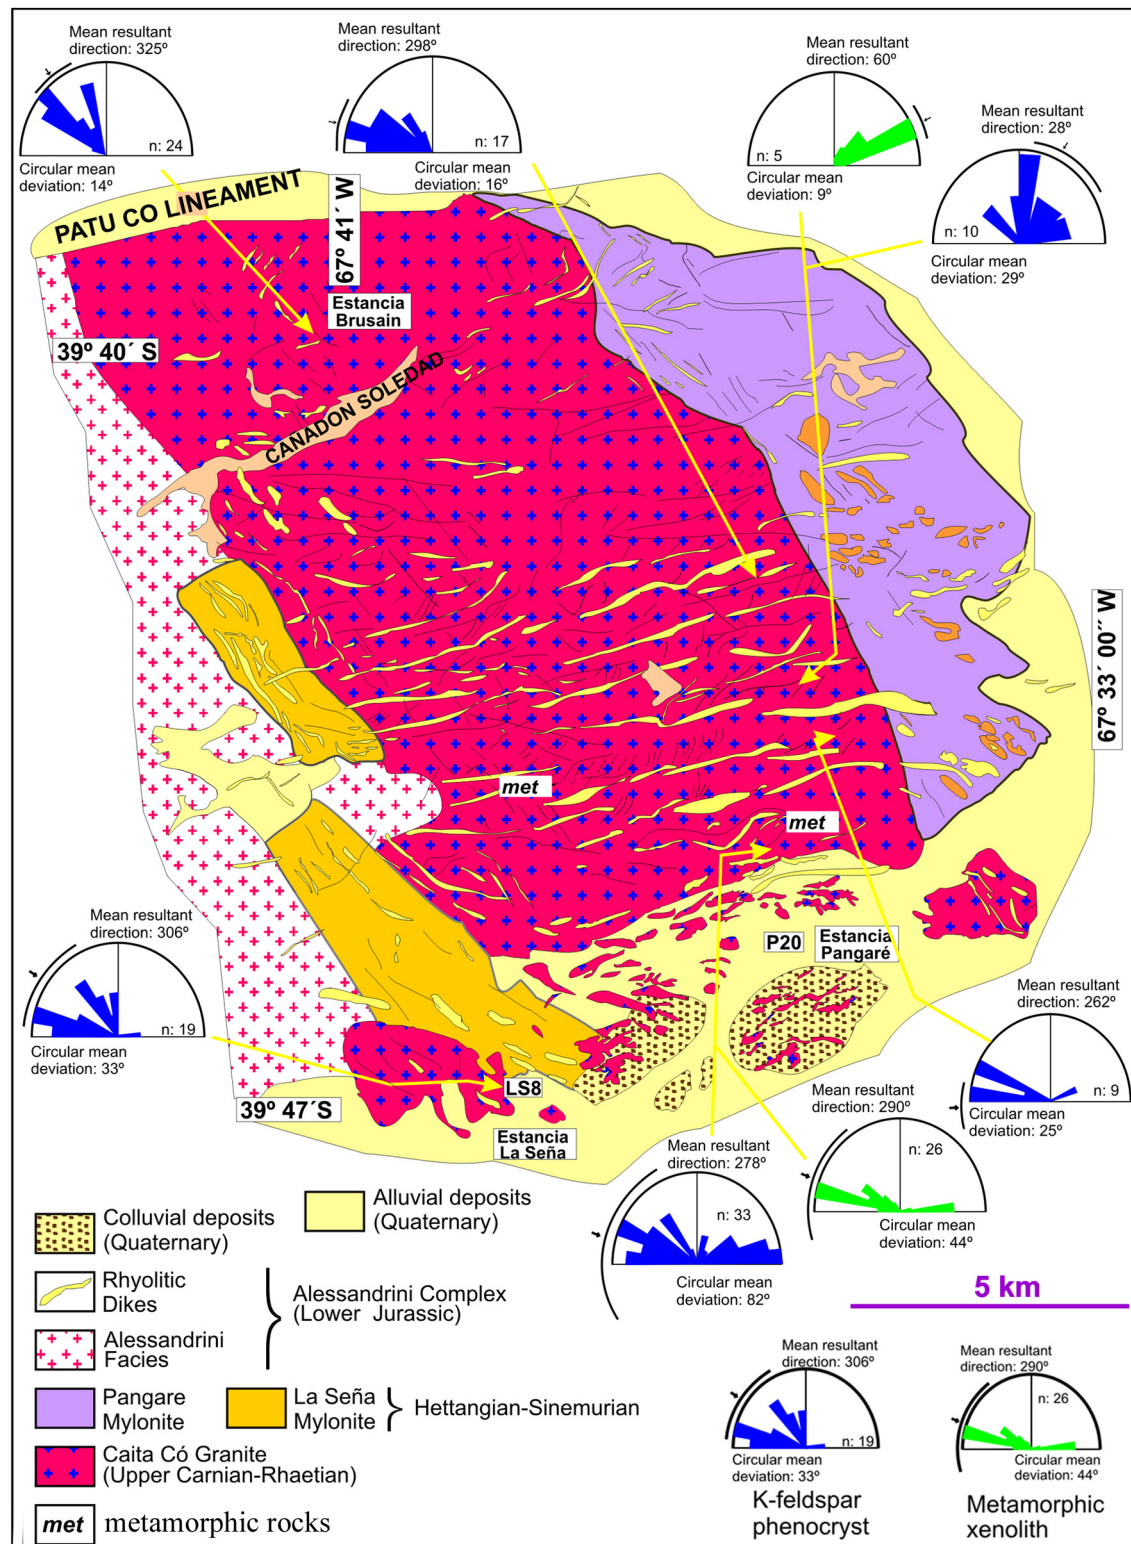 Mean resultant
direction: 325º
n: 24
Circular mean
deviation: 14º
Mean resultant
direction: 298º
n: 17
Circular mean
deviation: 16º
Mean resultant
direction: 60º
n: 5
Circular mean
deviation: 9º
Mean resultant
direction: 28º
n: 10
Circular mean
deviation: 29º
PATU CO LINEAMENT
67º 41´ W
Estancia
Brusain
39º 40´ S
CAÑADON SOLEDAD
67º 33´ 00´´ W
met
met
P20
Estancia
Pangaré
Mean resultant
direction: 306º
n: 19
Circular mean
deviation: 33º
Mean resultant
direction: 262º
n: 9
Circular mean
deviation: 25º
39º 47´S
LS8
Estancia
La Seña
Mean resultant
direction: 290º
n: 26
Circular mean
deviation: 44º
Mean resultant
direction: 278º
n: 33
Circular mean
deviation: 82º
Colluvial deposits
(Quaternary)
Alluvial deposits
(Quaternary)
Rhyolitic
Dikes
Alessandrini
Facies
Alessandrini Complex
(Lower Jurassic)
Pangare
Mylonite
La Seña
Mylonite
Hettangian-Sinemurian
Caita Có Granite
(Upper Carnian-Rhaetian)
met
metamorphic rocks
5 km
Mean resultant
direction: 306º
n: 19
Circular mean
deviation: 33º
K-feldspar
phenocryst
Mean resultant
direction: 290º
n: 26
Circular mean
deviation: 44º
Metamorphic
xenolith